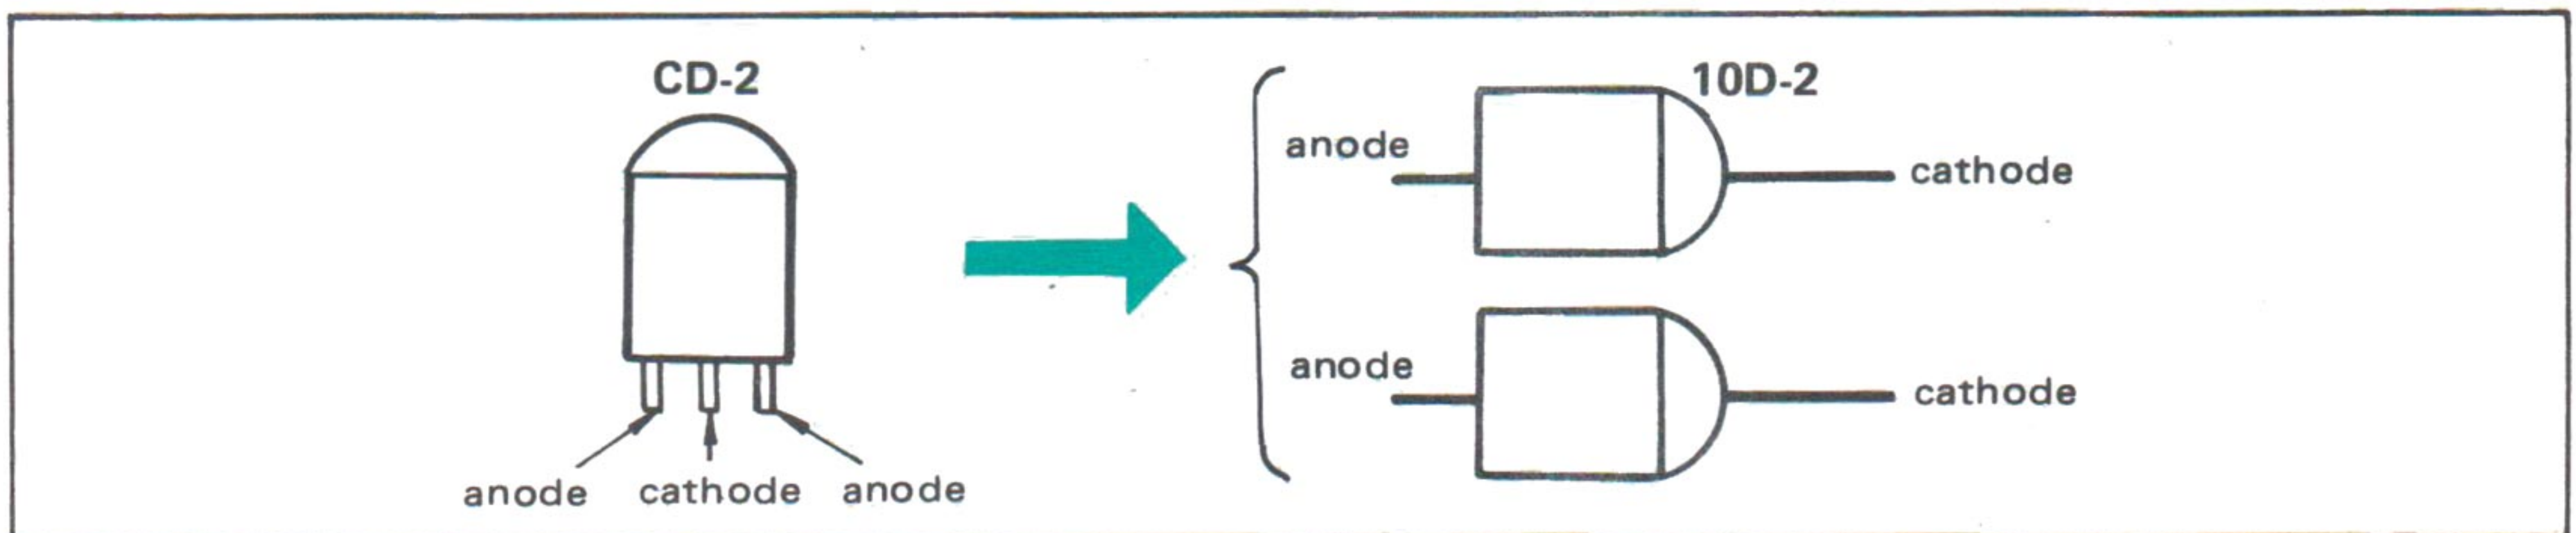 CD-2
anode cathode anode
10D-2
anode
cathode
anode
cathode